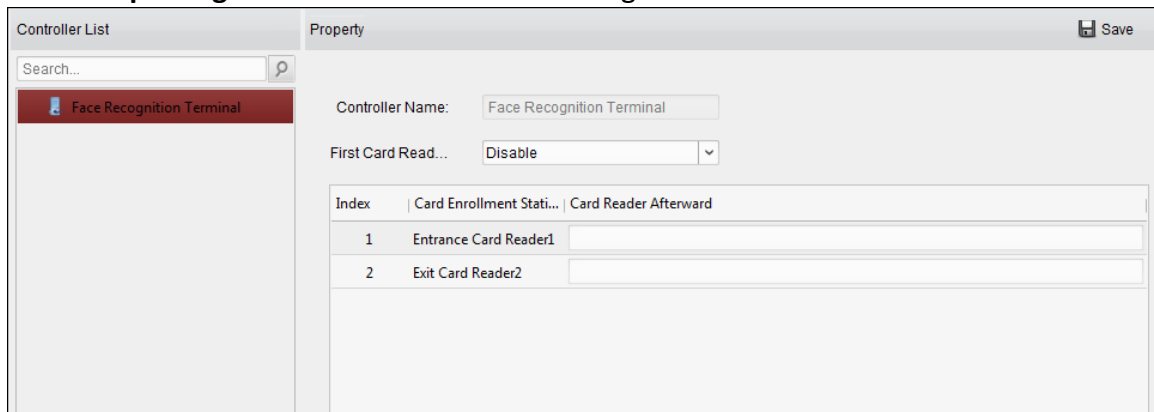 Controller List
Property
Save
Search...
Face Recognition Terminal
Controller Name: Face Recognition Terminal
First Card Read... Disable
Index Card Enrollment Stati... Card Reader Afterward
1 Entrance Card Reader1
2 Exit Card Reader2